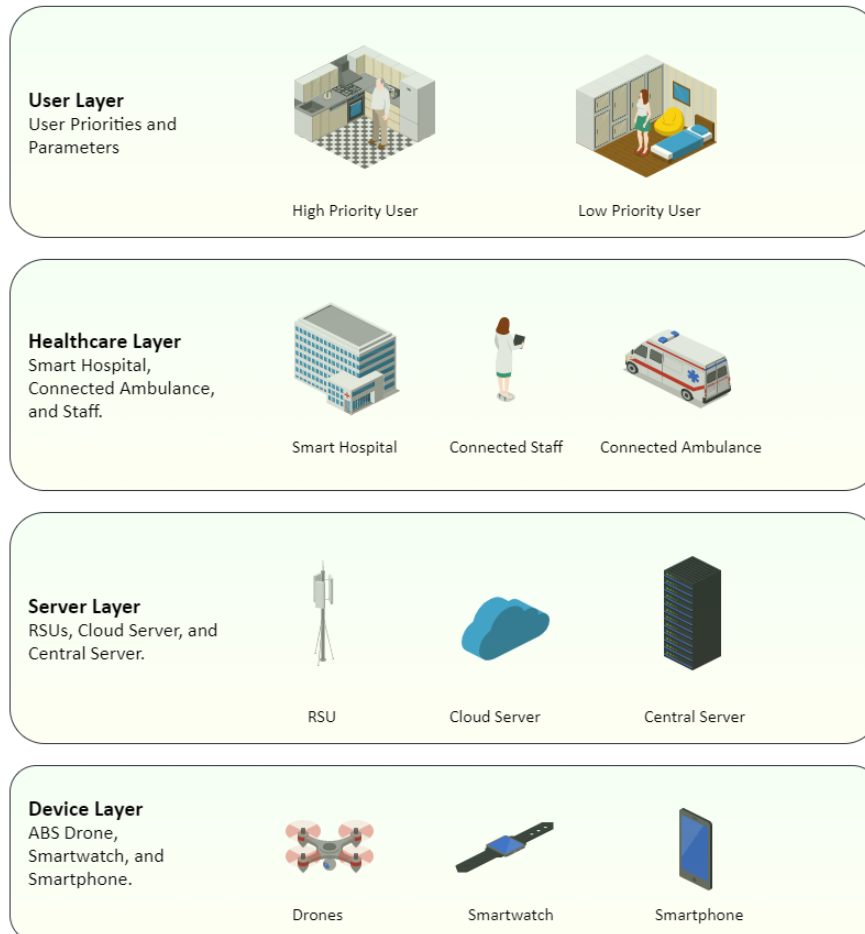 User Layer
User Priorities and
Parameters
High Priority User
Low Priority User
Healthcare Layer
Smart Hospital,
Connected Ambulance,
and Staff.
Smart Hospital
Connected Staff
Connected Ambulance
Server Layer
RSUs, Cloud Server, and
Central Server.
RSU
Cloud Server
Central Server
Device Layer
ABS Drone,
Smartwatch, and
Smartphone.
Drones
Smartwatch
Smartphone